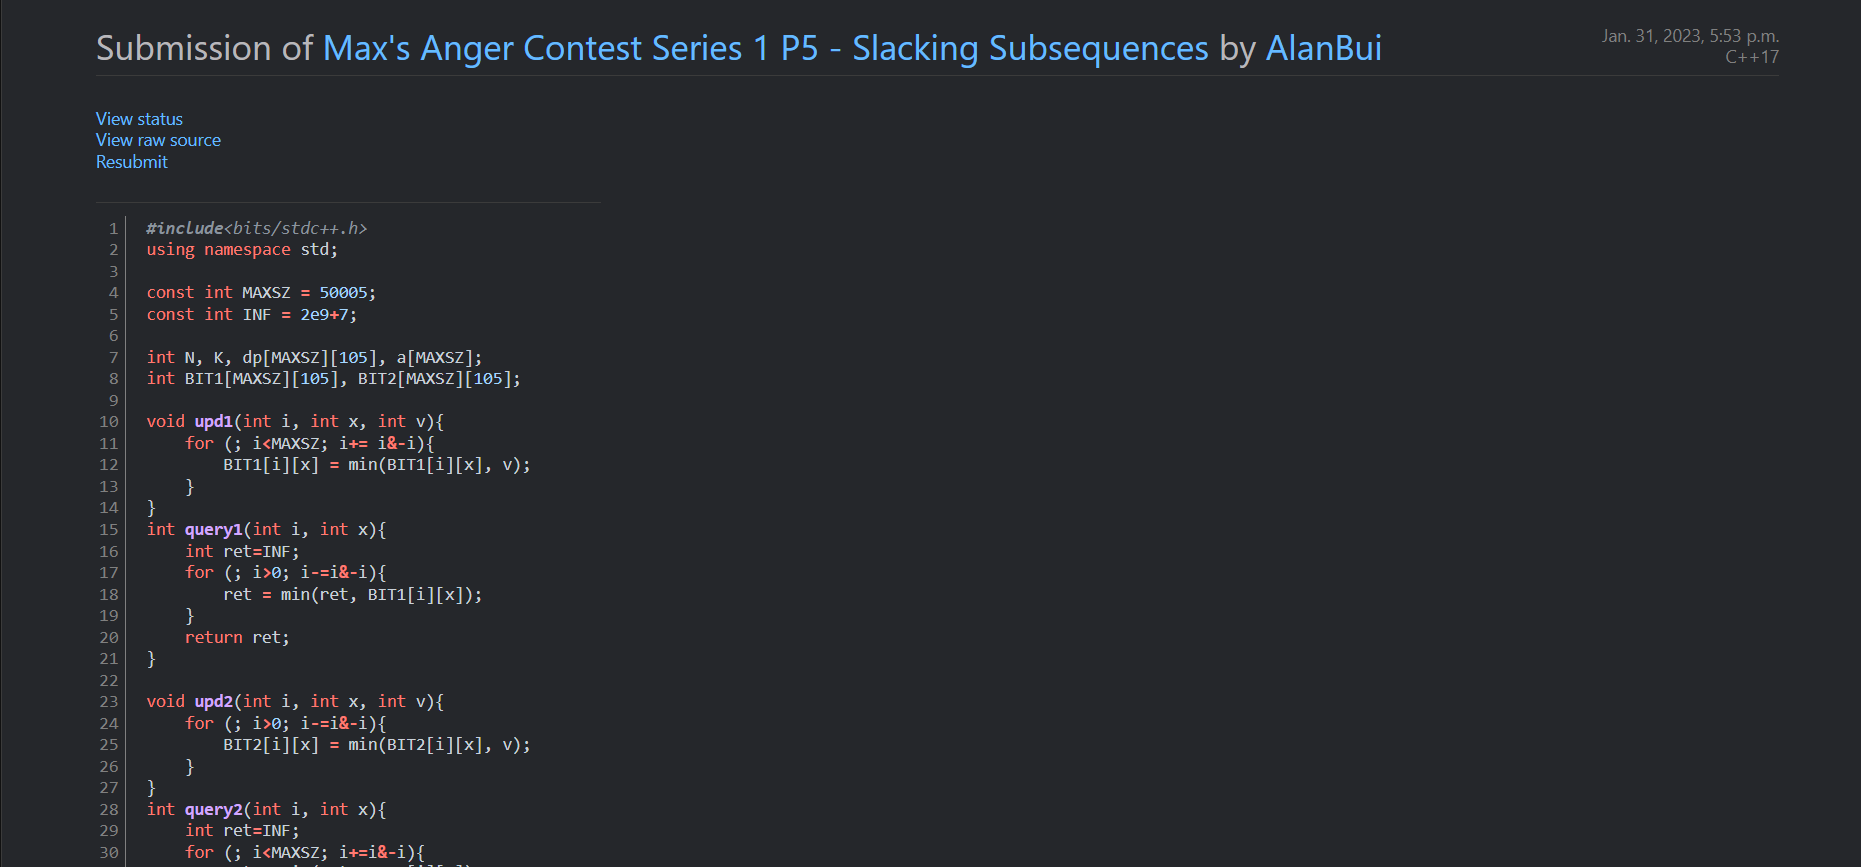 Submission of Max's Anger Contest Series 1 P5 - Slacking Subsequences by AlanBui
Jan. 31, 2023, 5:53 p.m.
C++17
View status
View raw source
Resubmit
1 #include<bits/stdc++.h>
2 using namespace std;
3
4 const int MAXSZ = 50005;
5 const int INF = 2e9+7;
6
7 int N, K, dp[MAXSZ][105], a[MAXSZ];
8 int BIT1[MAXSZ][105], BIT2[MAXSZ][105];
9
10 void upd1(int i, int x, int v){
11     for (; i<MAXSZ; i+= i&-i){
12         BIT1[i][x] = min(BIT1[i][x], v);
13     }
14 }
15 int query1(int i, int x){
16     int ret=INF;
17     for (; i>0; i-=i&-i){
18         ret = min(ret, BIT1[i][x]);
19     }
20     return ret;
21 }
22
23 void upd2(int i, int x, int v){
24     for (; i>0; i-=i&-i){
25         BIT2[i][x] = min(BIT2[i][x], v);
26     }
27 }
28 int query2(int i, int x){
29     int ret=INF;
30     for (; i<MAXSZ; i+=i&-i){